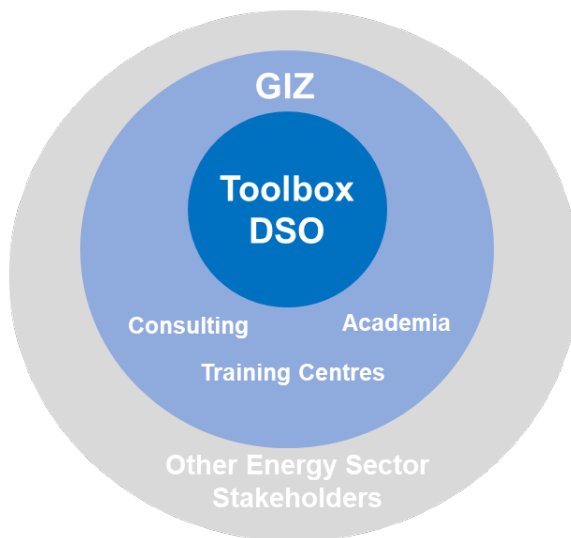 GIZ
Toolbox
DSO
Consulting
Academia
Training Centres
Other Energy Sector
Stakeholders